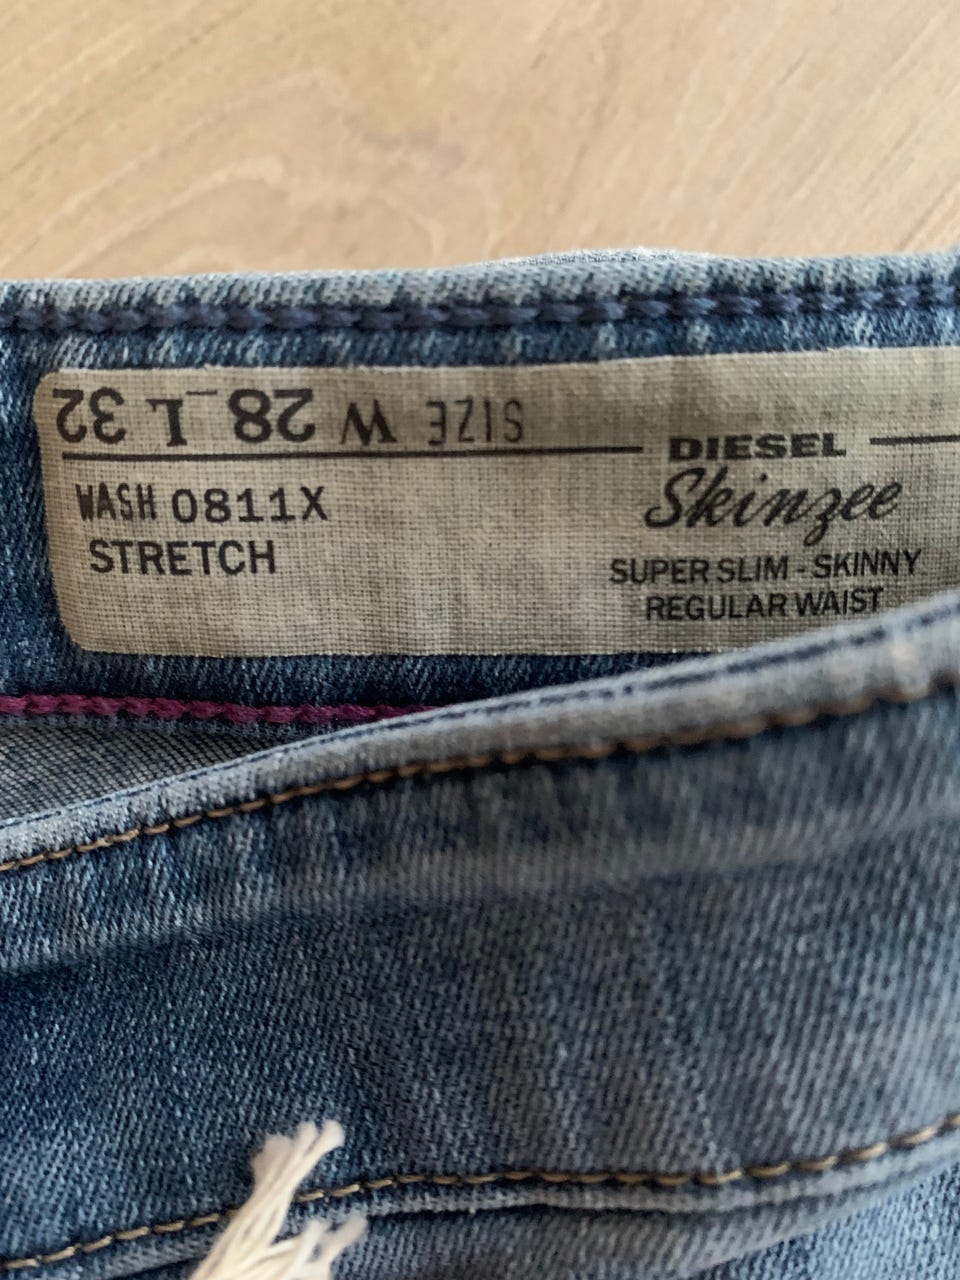 SIZE W 28 L 32
DIESEL
Skinzee
SUPER SLIM - SKINNY
REGULAR WAIST
WASH 0811X
STRETCH